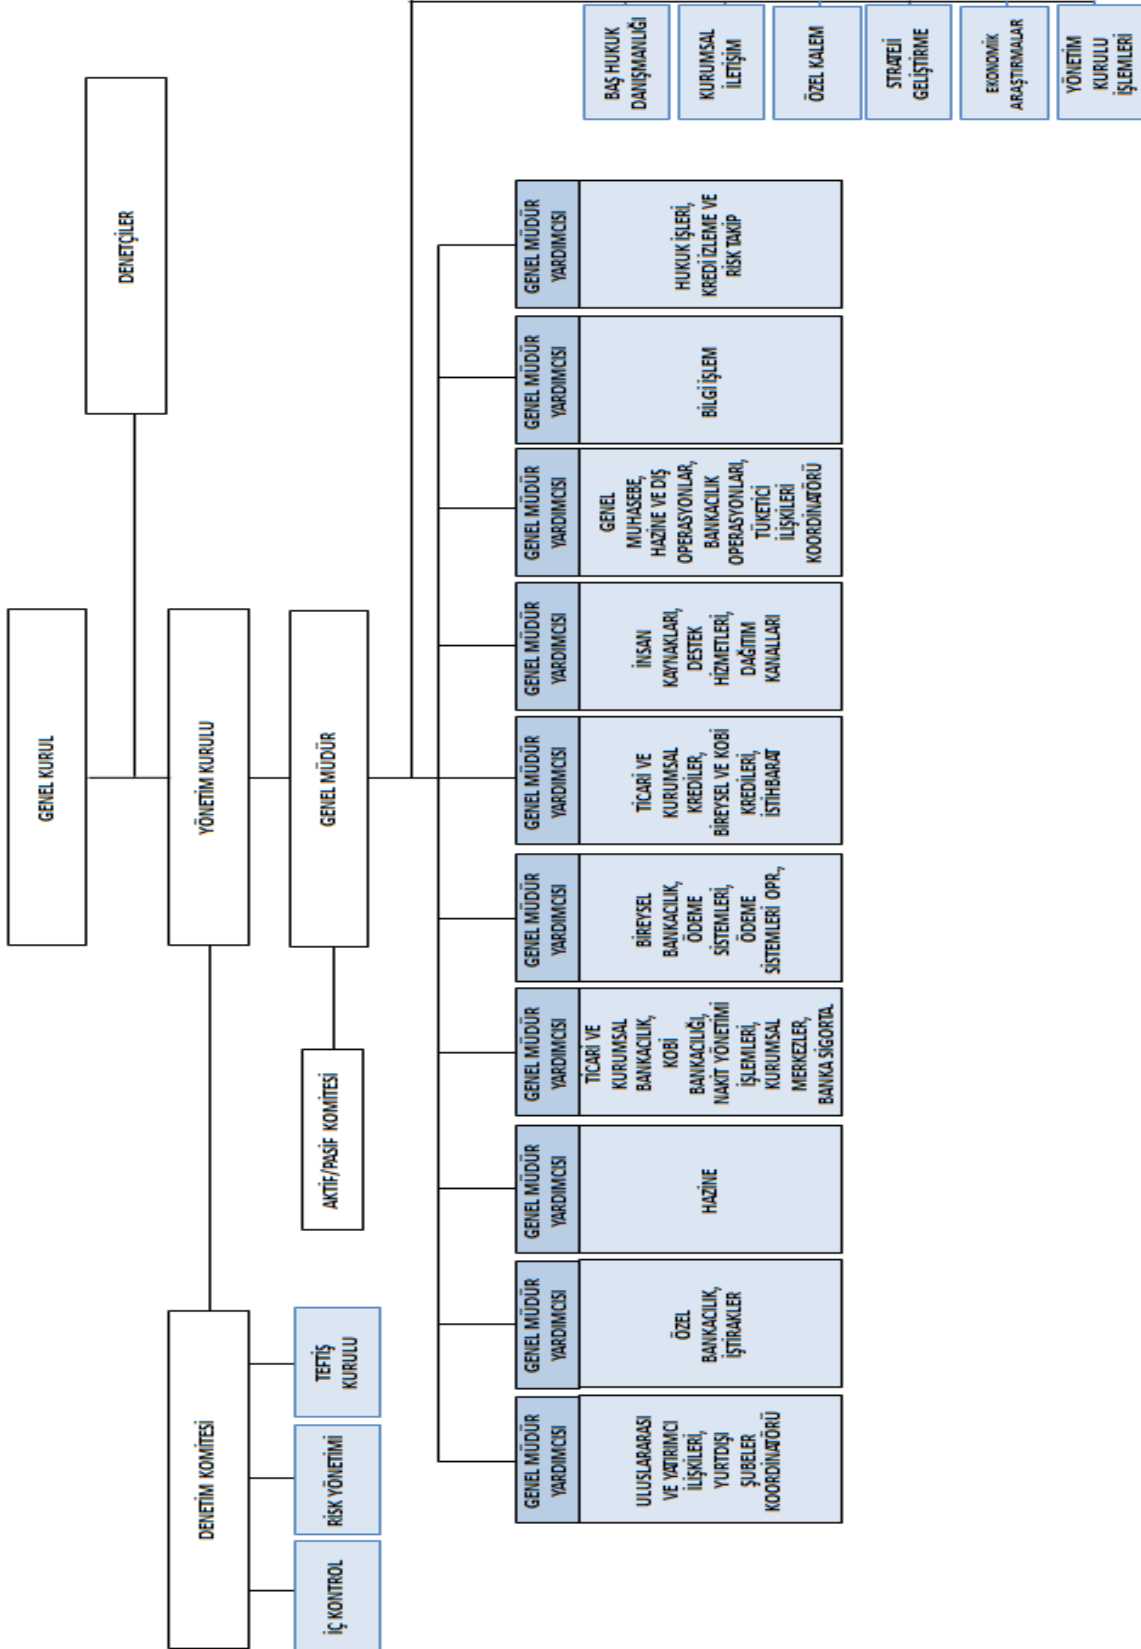 GENEL KURUL
DENETÇİLER
YÖNETİM KURULU
DENETİM KOMİTESİ
GENEL MÜDÜR
AKTİF/PASİF KOMİTESİ
İÇ KONTROL
RİSK YÖNETİMİ
TEFTİŞ
KURULU
GENEL MÜDÜR
YARDIMCISI
ULUSLARARASI
VE YATIRIMCI
İLİŞKİLERİ,
YURTDIŞI
ŞUBELER
KOORDİNATÖRÜ
GENEL MÜDÜR
YARDIMCISI
ÖZEL
BANKACILIK,
İŞTİRAKLER
GENEL MÜDÜR
YARDIMCISI
HAZİNE
GENEL MÜDÜR
YARDIMCISI
TİCARİ VE
KURUMSAL
BANKACILIK,
KOBİ
BANKACILIĞI,
NAKİT YÖNETİMİ
İŞLEMLERİ,
KURUMSAL
MERKEZLER,
BANKA SİGORTA.
GENEL MÜDÜR
YARDIMCISI
BİREYSEL
BANKACILIK,
ÖDEME
SİSTEMLERİ,
ÖDEME
SİSTEMLERİ OPR.,
GENEL MÜDÜR
YARDIMCISI
TİCARİ VE
KURUMSAL
KREDİLER,
BİREYSEL VE KOBİ
KREDİLERİ,
İSTİHBARAT
GENEL MÜDÜR
YARDIMCISI
İNSAN
KAYNAKLARI,
DESTEK
HİZMETLERİ,
DAĞITIM
KANALLARI
GENEL MÜDÜR
YARDIMCISI
GENEL
MUHASEBE,
HAZİNE VE DIŞ
OPERASYONLAR,
BANKACILIK
OPERASYONLARI,
TÜKETİCİ
İLİŞKİLERİ
KOORDİNATÖRÜ
GENEL MÜDÜR
YARDIMCISI
BİLGİ İŞLEM
GENEL MÜDÜR
YARDIMCISI
HUKUK İŞLERİ,
KREDİ İZLEME VE
RİSK TAKİP
BAŞ HUKUK
DANIŞMANLIĞI
KURUMSAL
İLETİŞİM
ÖZEL KALEM
STRATEJİ
GELİŞTİRME
EKONOMİK
ARAŞTIRMALAR
YÖNETİM
KURULU
İŞLEMLERİ